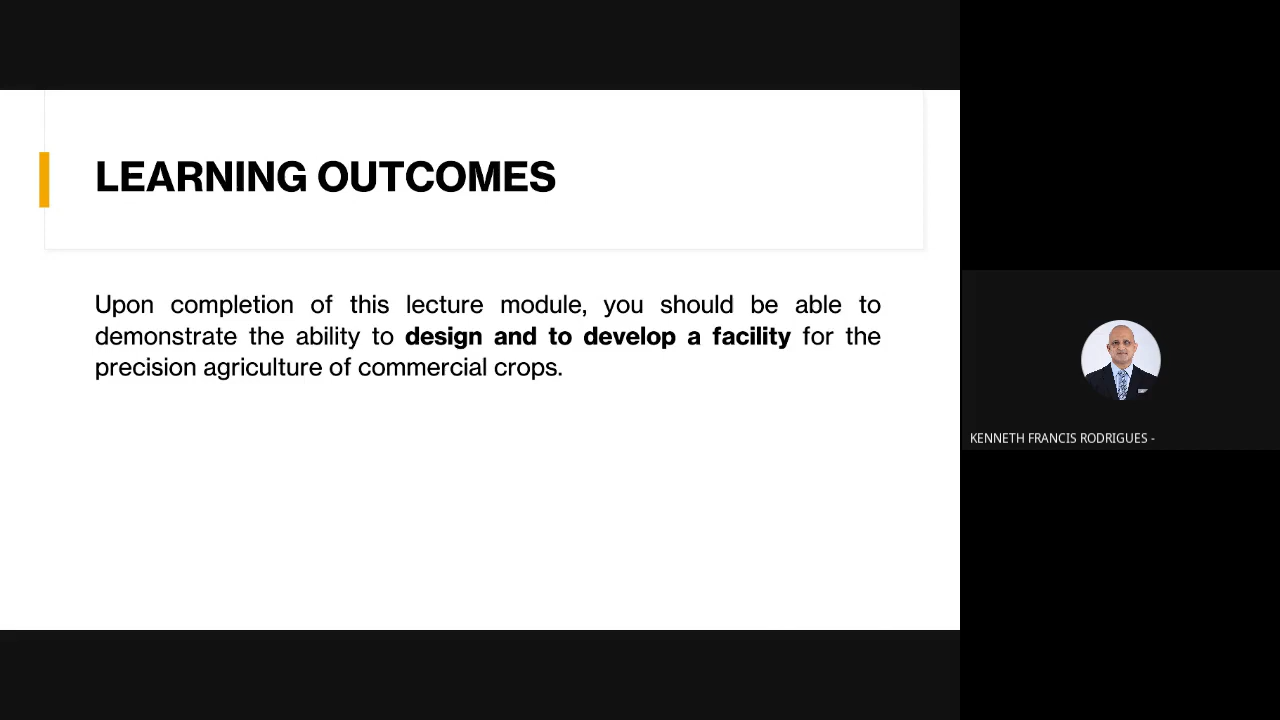 LEARNING OUTCOMES
Upon completion of this lecture module, you should be able to
demonstrate the ability to design and to develop a facility for the
precision agriculture of commercial crops.
KENNETH FRANCIS RODRIGUES -